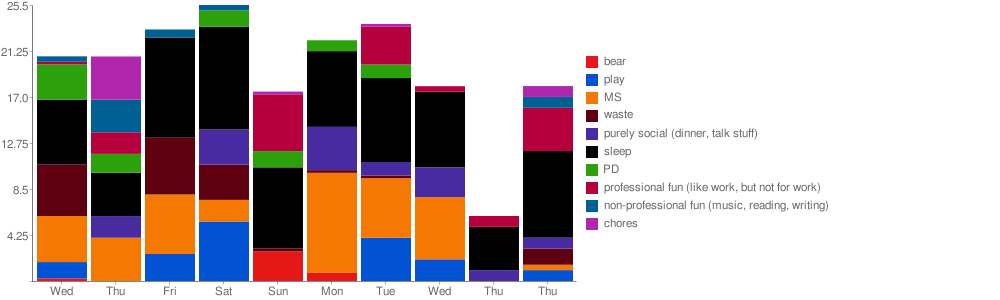 25.5
21.25
17.0
12.75
8.5
4.25
Wed Thu Fri Sat Sun Mon Tue Wed Thu Thu
bear
play
MS
waste
purely social (dinner, talk stuff)
sleep
PD
professional fun (like work, but not for work)
non-professional fun (music, reading, writing)
chores